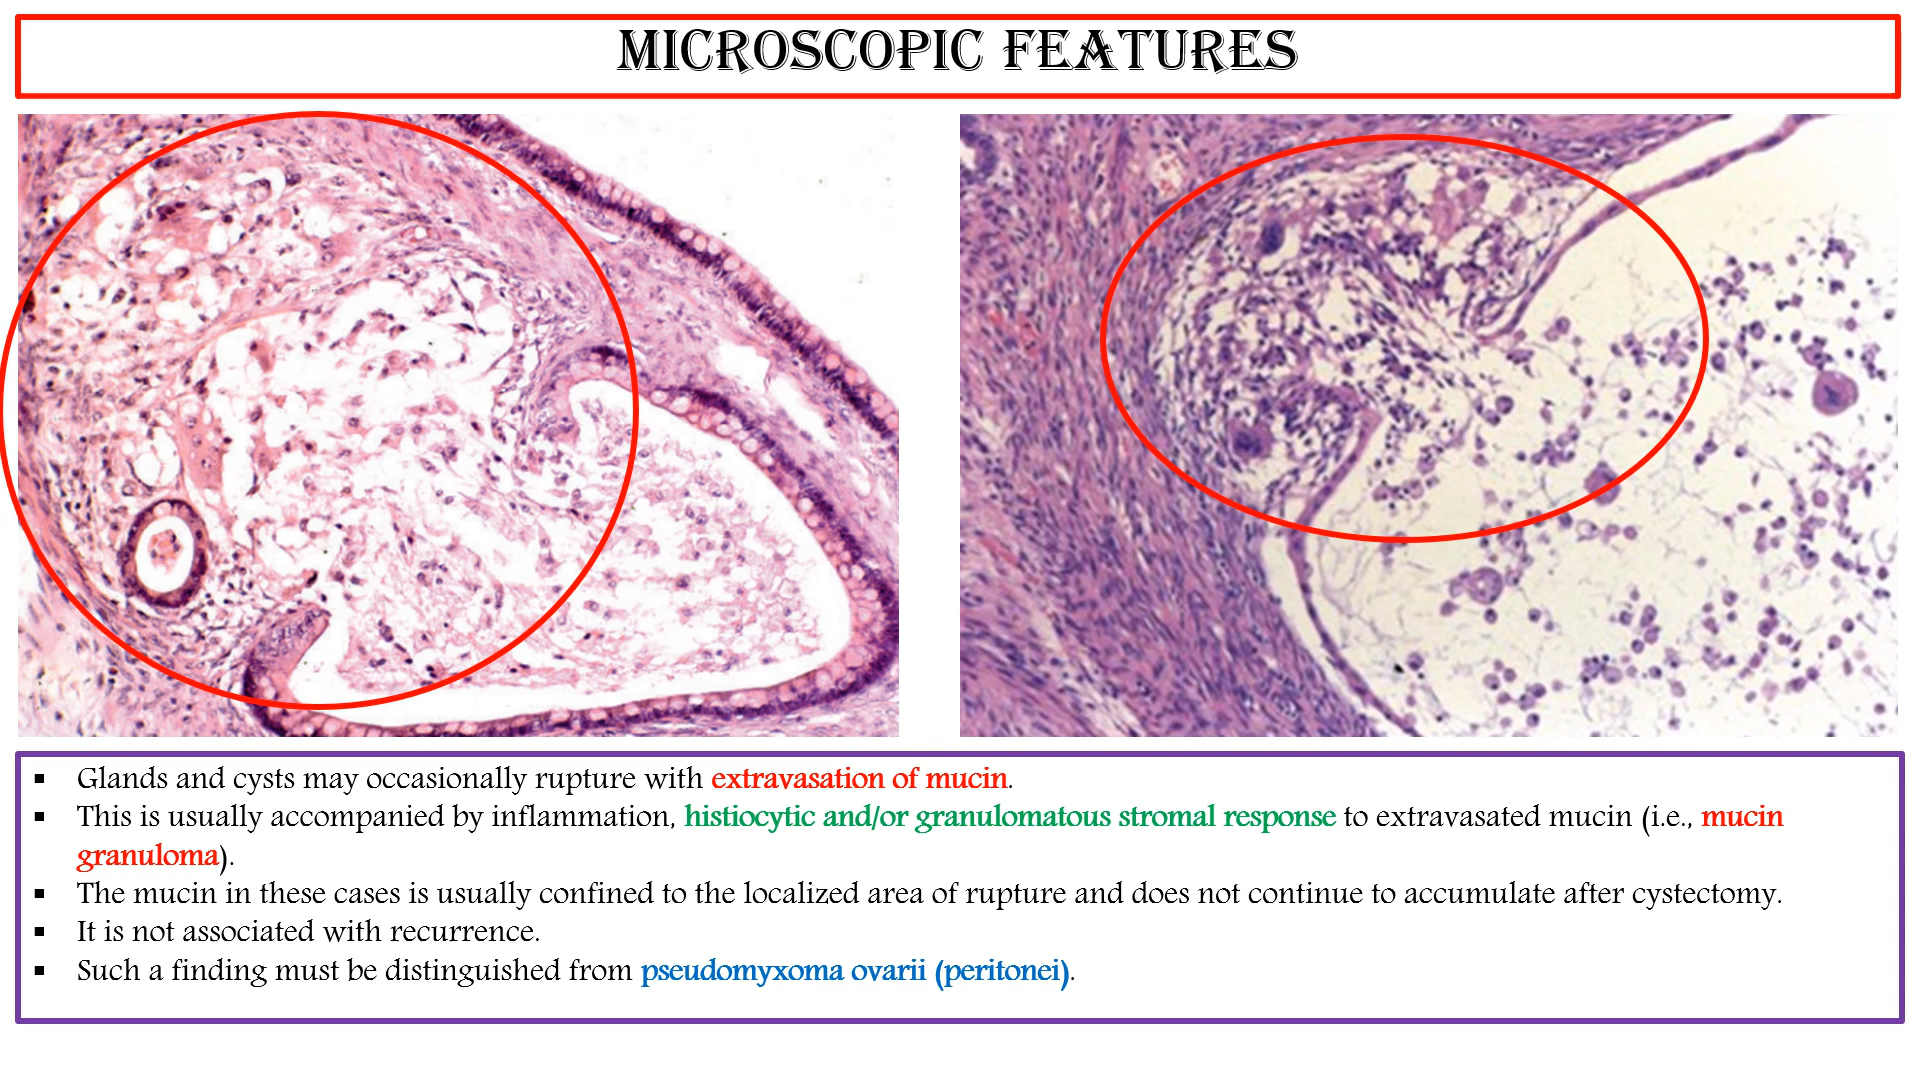 MICROSCOPIC FEATURES
▪ Glands and cysts may occasionally rupture with extravasation of mucin.
▪ This is usually accompanied by inflammation, histiocytic and/or granulomatous stromal response to extravasated mucin (i.e., mucin
granuloma).
▪ The mucin in these cases is usually confined to the localized area of rupture and does not continue to accumulate after cystectomy.
▪ It is not associated with recurrence.
▪ Such a finding must be distinguished from pseudomyxoma ovarii (peritonei).